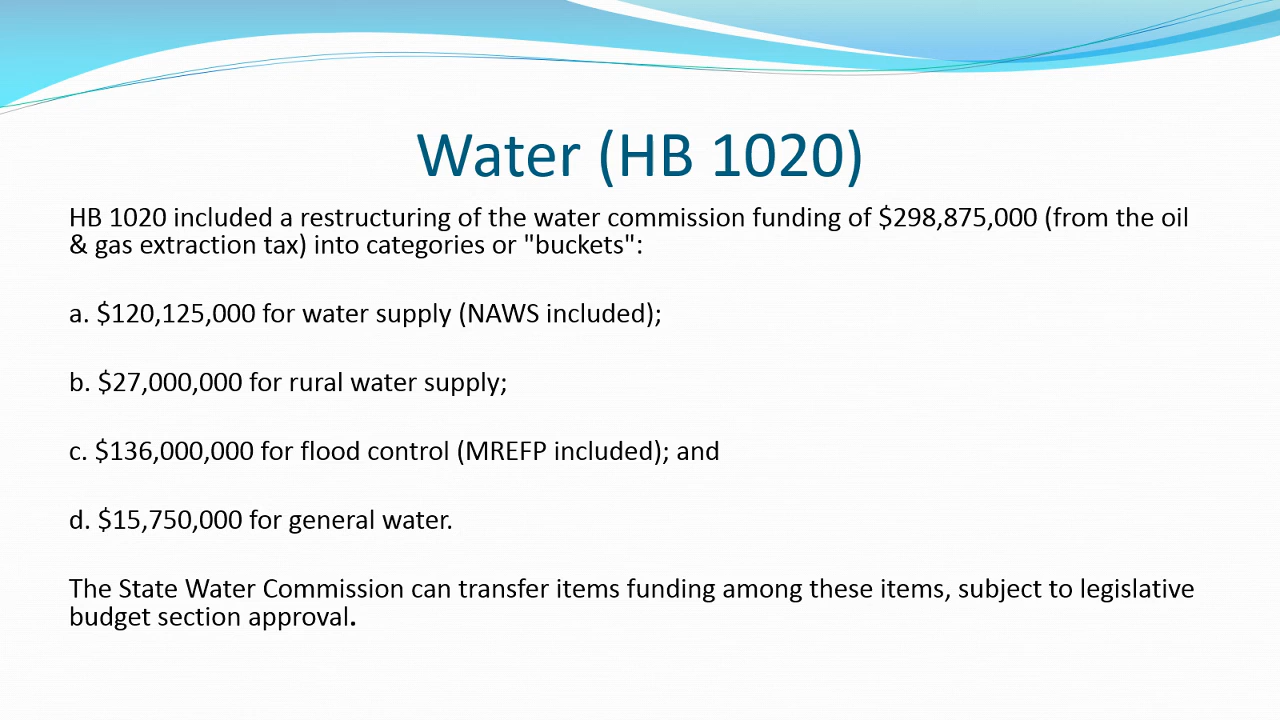 Water (HB 1020)
HB 1020 included a restructuring of the water commission funding of $298,875,000 (from the oil
& gas extraction tax) into categories or "buckets":
a. $120,125,000 for water supply (NAWS included);
b. $27,000,000 for rural water supply;
c. $136,000,000 for flood control (MREFP included); and
d. $15,750,000 for general water.
The State Water Commission can transfer items funding among these items, subject to legislative
budget section approval.